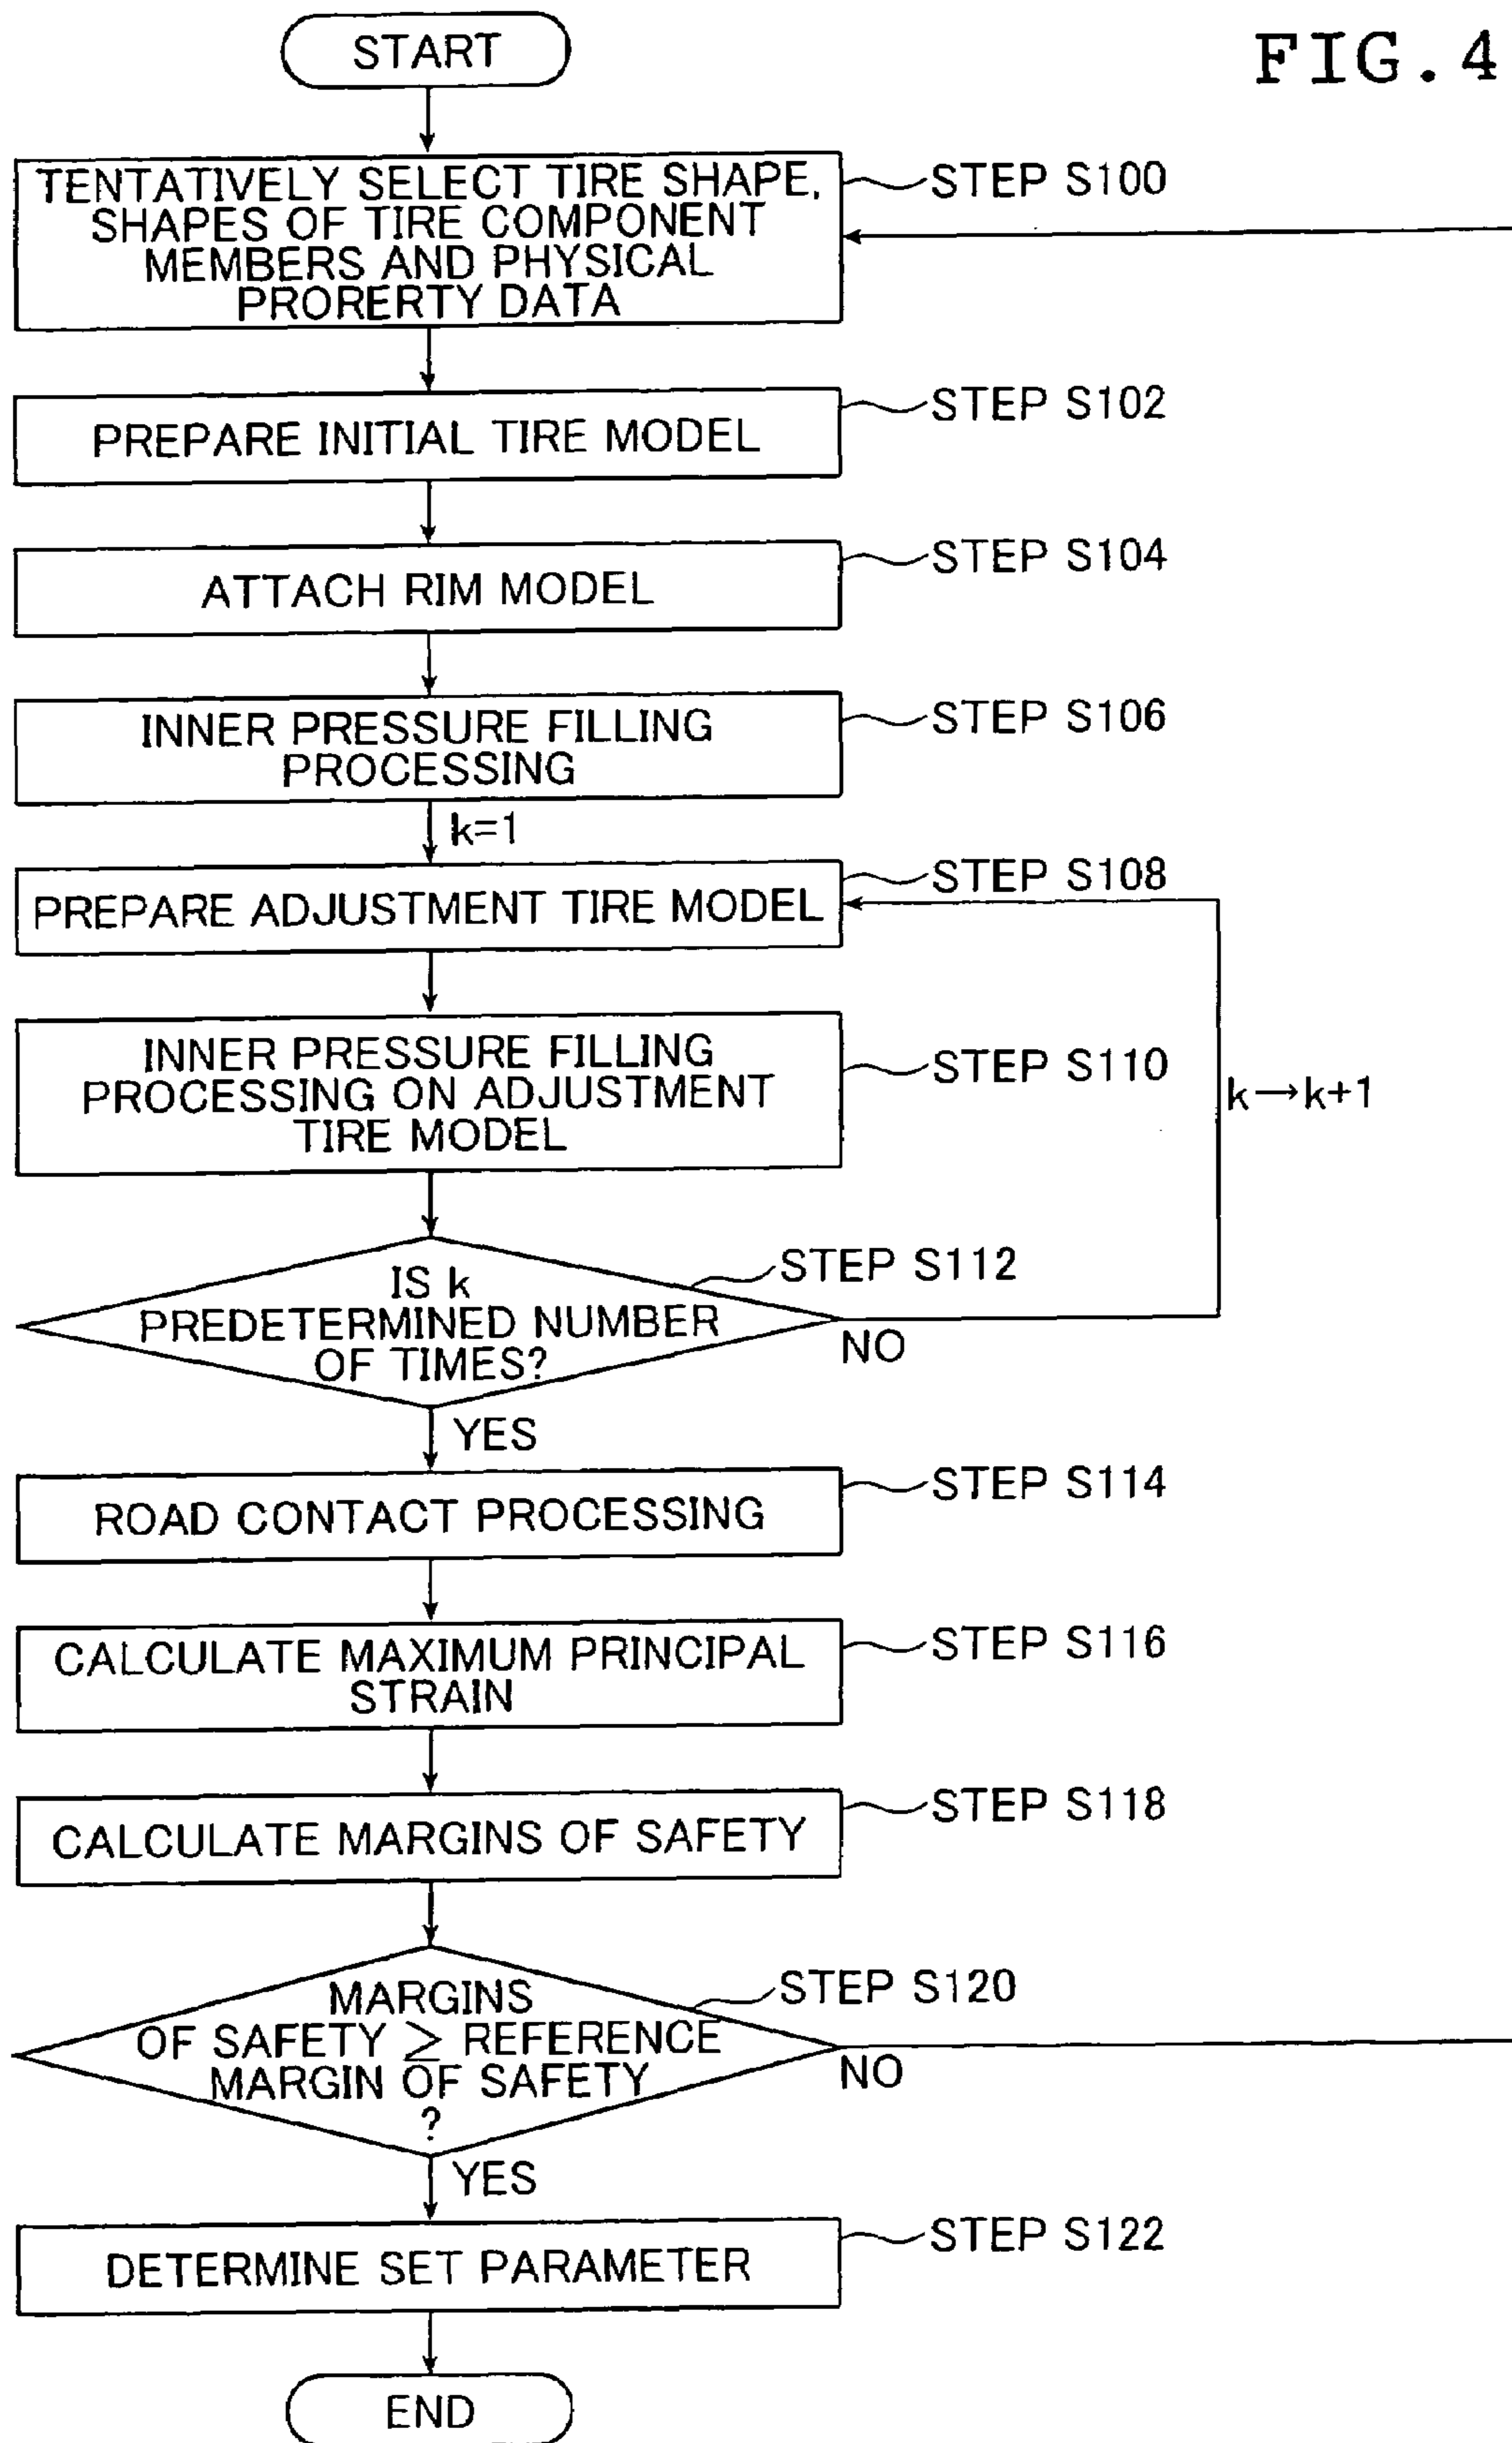 FIG.4
START
TENTATIVELY SELECT TIRE SHAPE,
SHAPES OF TIRE COMPONENT
MEMBERS AND PHYSICAL
PRORERTY DATA
STEP S100
PREPARE INITIAL TIRE MODEL
STEP S102
ATTACH RIM MODEL
STEP S104
INNER PRESSURE FILLING
PROCESSING
STEP S106
k=1
PREPARE ADJUSTMENT TIRE MODEL
STEP S108
INNER PRESSURE FILLING
PROCESSING ON ADJUSTMENT
TIRE MODEL
STEP S110
k→k+1
IS k
PREDETERMINED NUMBER
OF TIMES?
STEP S112
NO
YES
ROAD CONTACT PROCESSING
STEP S114
CALCULATE MAXIMUM PRINCIPAL
STRAIN
STEP S116
CALCULATE MARGINS OF SAFETY
STEP S118
MARGINS
OF SAFETY ≥ REFERENCE
MARGIN OF SAFETY
?
STEP S120
NO
YES
DETERMINE SET PARAMETER
STEP S122
END